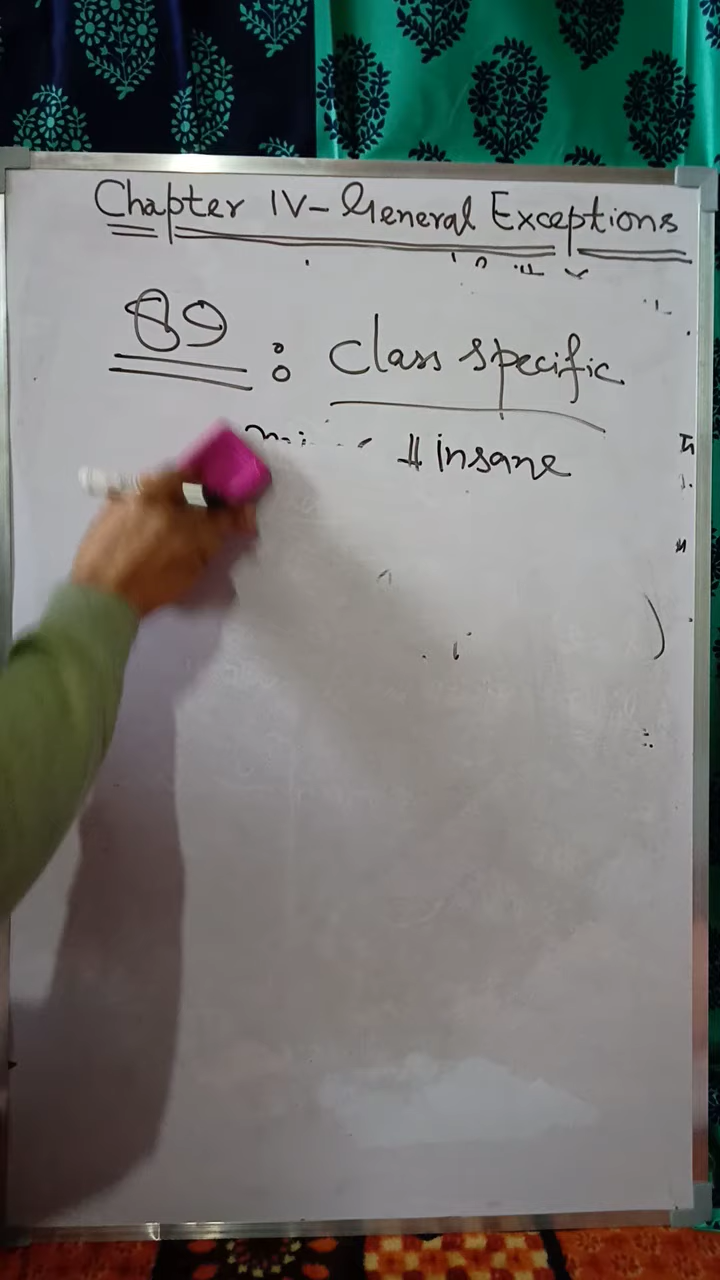 Chapter IV- General Exceptions
89 : Class specific
# insane